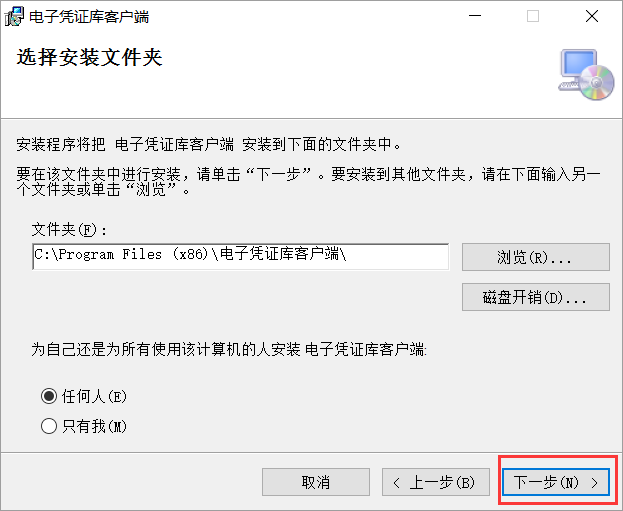 电子凭证库客户端
选择安装文件夹
安装程序将把 电子凭证库客户端 安装到下面的文件夹中。
要在该文件夹中进行安装，请单击“下一步”。要安装到其他文件夹，请在下面输入另一
个文件夹或单击“浏览”。
文件夹(F)：
C:\Program Files (x86)\电子凭证库客户端\
浏览(R)...
磁盘开销(D)...
为自己还是为所有使用该计算机的人安装 电子凭证库客户端:
任何人(E)
只有我(M)
取消
< 上一步(B)
下一步(N) >